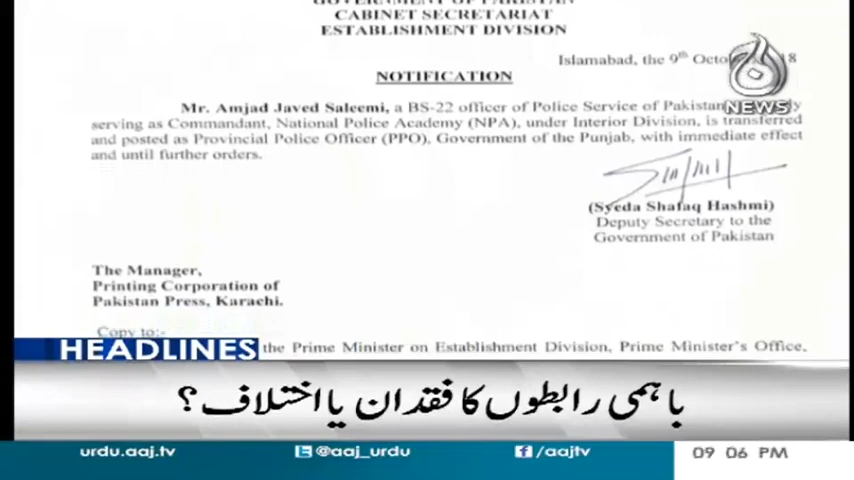 GOVERNMENT OF PAKISTAN
CABINET SECRETARIAT
ESTABLISHMENT DIVISION
Islamabad, the 9th Octo 18
NOTIFICATION
Mr. Amjad Javed Saleemi, a BS-22 officer of Police Service of Pakistan
serving as Commandant, National Police Academy (NPA), under Interior Division, is transferred
and posted as Provincial Police Officer (PPO), Government of the Punjab, with immediate effect
and until further orders.
(Syeda Shafaq Hashmi)
Deputy Secretary to the
Government of Pakistan
The Manager,
Printing Corporation of
Pakistan Press, Karachi.
Copy to:-
the Prime Minister on Establishment Division, Prime Minister's Office,
NEWS
HEADLINES
باہمی رابطوں کا فقدان یا اختلاف ؟
urdu.aaj.tv @aaj_urdu /aajtv 09 06 PM